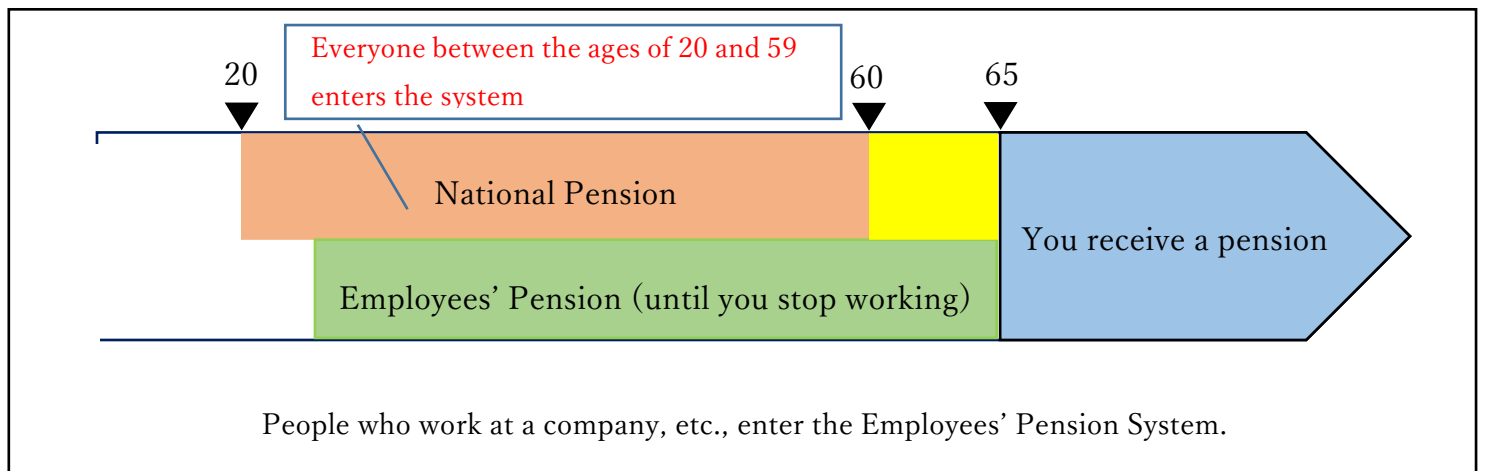 Everyone between the ages of 20 and 59
enters the system
20
60
65
National Pension
You receive a pension
Employees’ Pension (until you stop working)
People who work at a company, etc., enter the Employees’ Pension System.